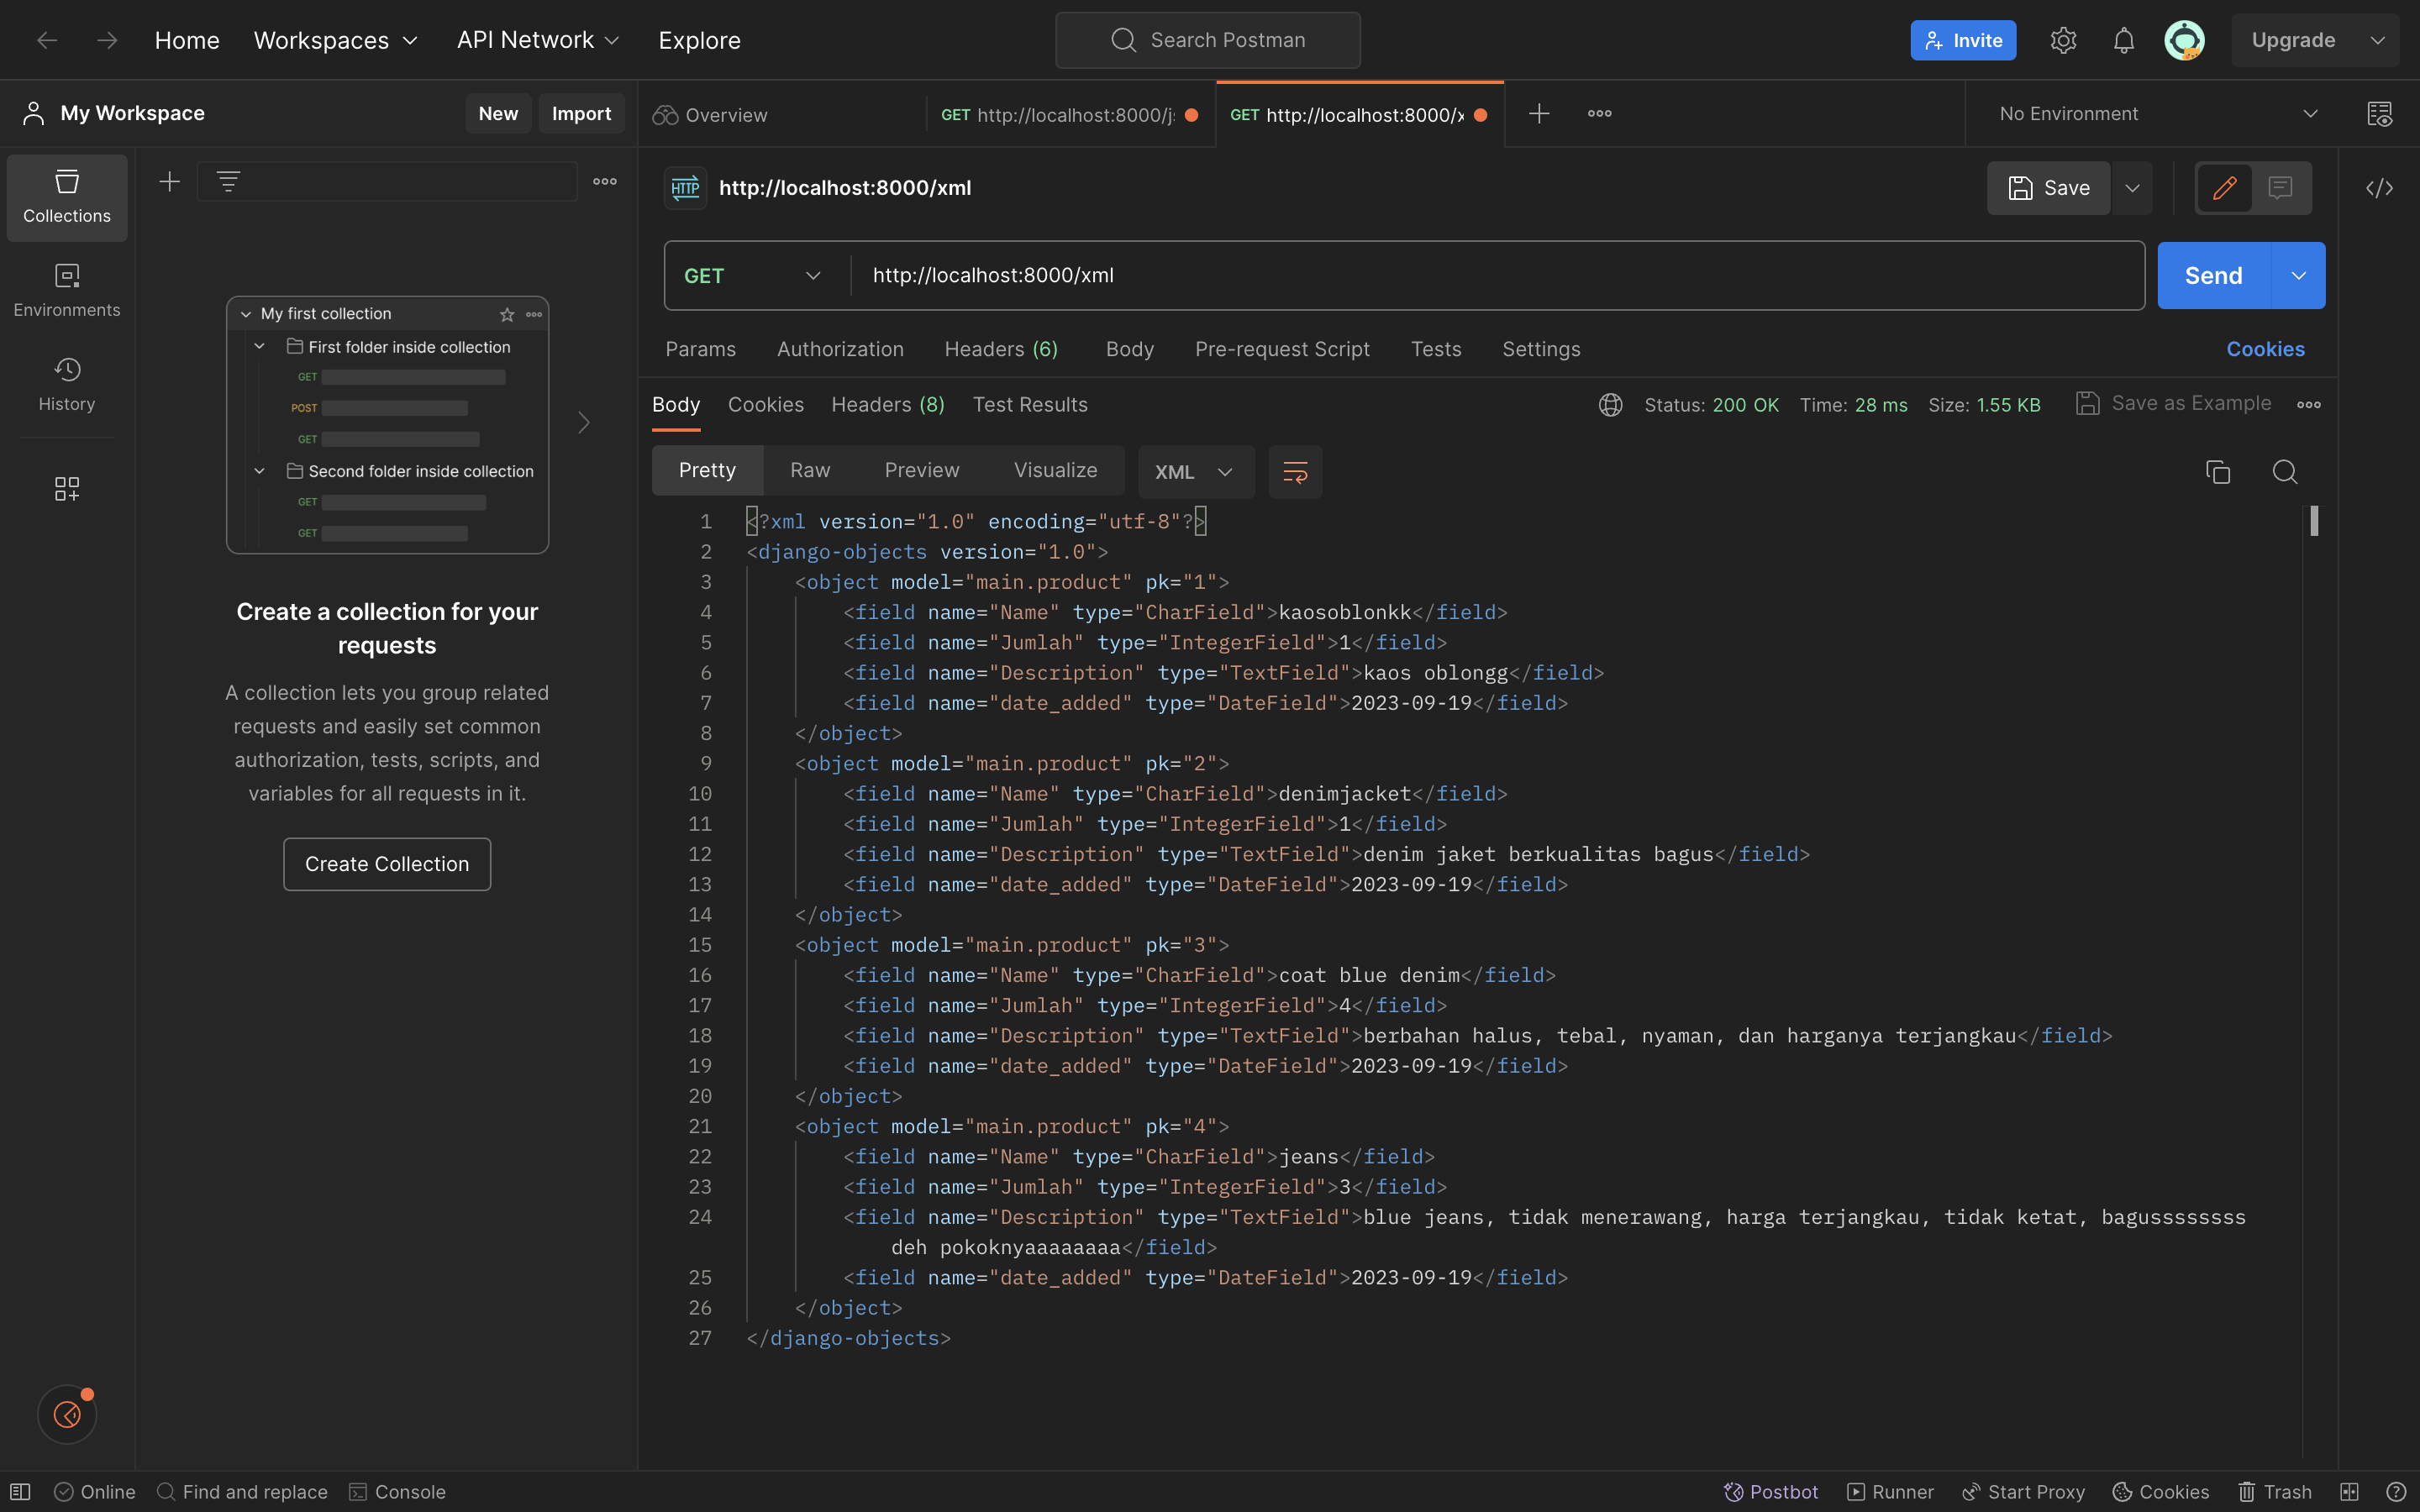 Home Workspaces API Network Explore Search Postman Invite Upgrade
My Workspace New Import Overview GET http://localhost:8000/j GET http://localhost:8000/x No Environment
Collections
Environments
History
My first collection
First folder inside collection
GET
POST
GET
Second folder inside collection
GET
GET
Create a collection for your
requests
A collection lets you group related
requests and easily set common
authorization, tests, scripts, and
variables for all requests in it.
Create Collection
HTTP http://localhost:8000/xml Save
GET http://localhost:8000/xml Send
Params Authorization Headers (6) Body Pre-request Script Tests Settings Cookies
Body Cookies Headers (8) Test Results Status: 200 OK Time: 28 ms Size: 1.55 KB Save as Example
Pretty Raw Preview Visualize XML
1 <?xml version="1.0" encoding="utf-8"?>
2 <django-objects version="1.0">
3 <object model="main.product" pk="1">
4 <field name="Name" type="CharField">kaosoblonkk</field>
5 <field name="Jumlah" type="IntegerField">1</field>
6 <field name="Description" type="TextField">kaos oblongg</field>
7 <field name="date_added" type="DateField">2023-09-19</field>
8 </object>
9 <object model="main.product" pk="2">
10 <field name="Name" type="CharField">denimjacket</field>
11 <field name="Jumlah" type="IntegerField">1</field>
12 <field name="Description" type="TextField">denim jaket berkualitas bagus</field>
13 <field name="date_added" type="DateField">2023-09-19</field>
14 </object>
15 <object model="main.product" pk="3">
16 <field name="Name" type="CharField">coat blue denim</field>
17 <field name="Jumlah" type="IntegerField">4</field>
18 <field name="Description" type="TextField">berbahan halus, tebal, nyaman, dan harganya terjangkau</field>
19 <field name="date_added" type="DateField">2023-09-19</field>
20 </object>
21 <object model="main.product" pk="4">
22 <field name="Name" type="CharField">jeans</field>
23 <field name="Jumlah" type="IntegerField">3</field>
24 <field name="Description" type="TextField">blue jeans, tidak menerawang, harga terjangkau, tidak ketat, bagussssssss
deh pokoknyaaaaaaaa</field>
25 <field name="date_added" type="DateField">2023-09-19</field>
26 </object>
27 </django-objects>
Online Find and replace Console Postbot Runner Start Proxy Cookies Trash